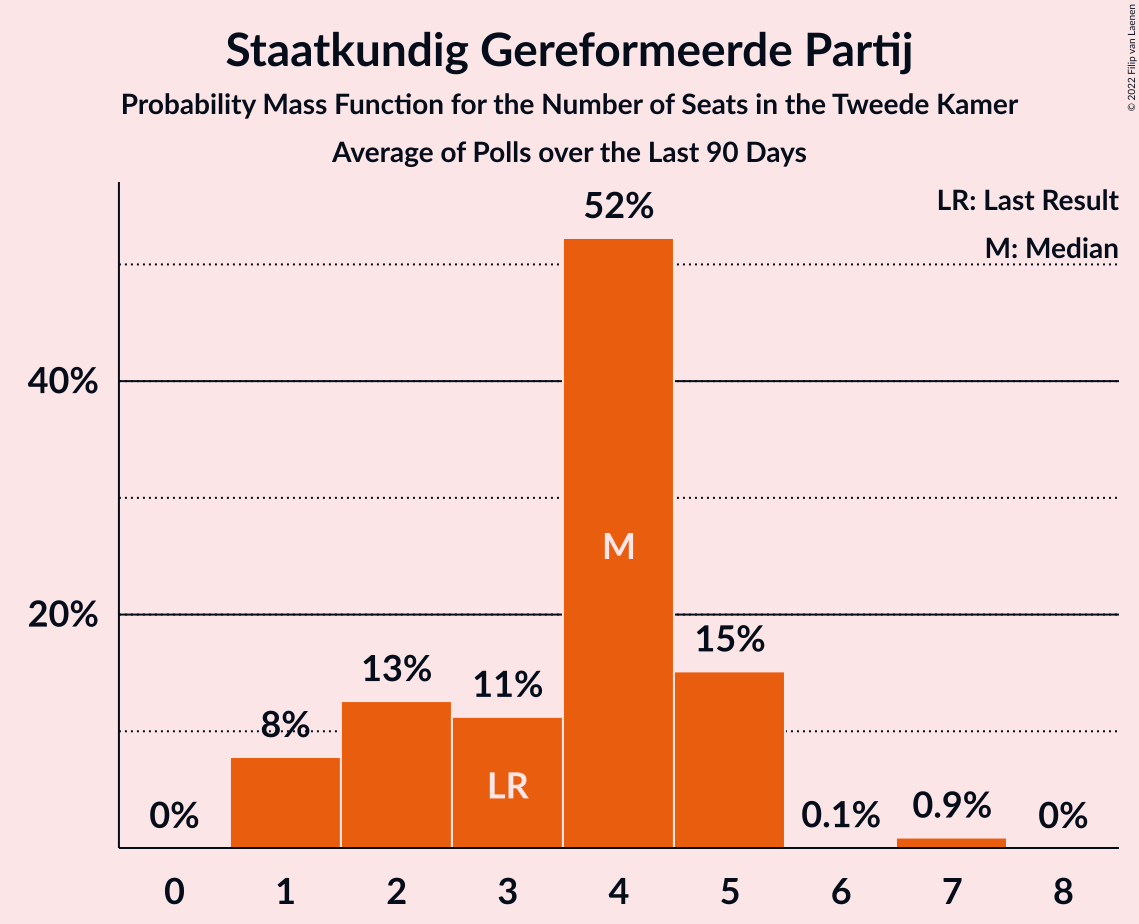 Staatkundig Gereformeerde Partij
Probability Mass Function for the Number of Seats in the Tweede Kamer
Average of Polls over the Last 90 Days
© 2022 Filip van Laenen
LR: Last Result
M: Median
52%
40%
M
20%
15%
13%
11%
8%
LR
0%
0.1%
0.9%
0%
0 1 2 3 4 5 6 7 8